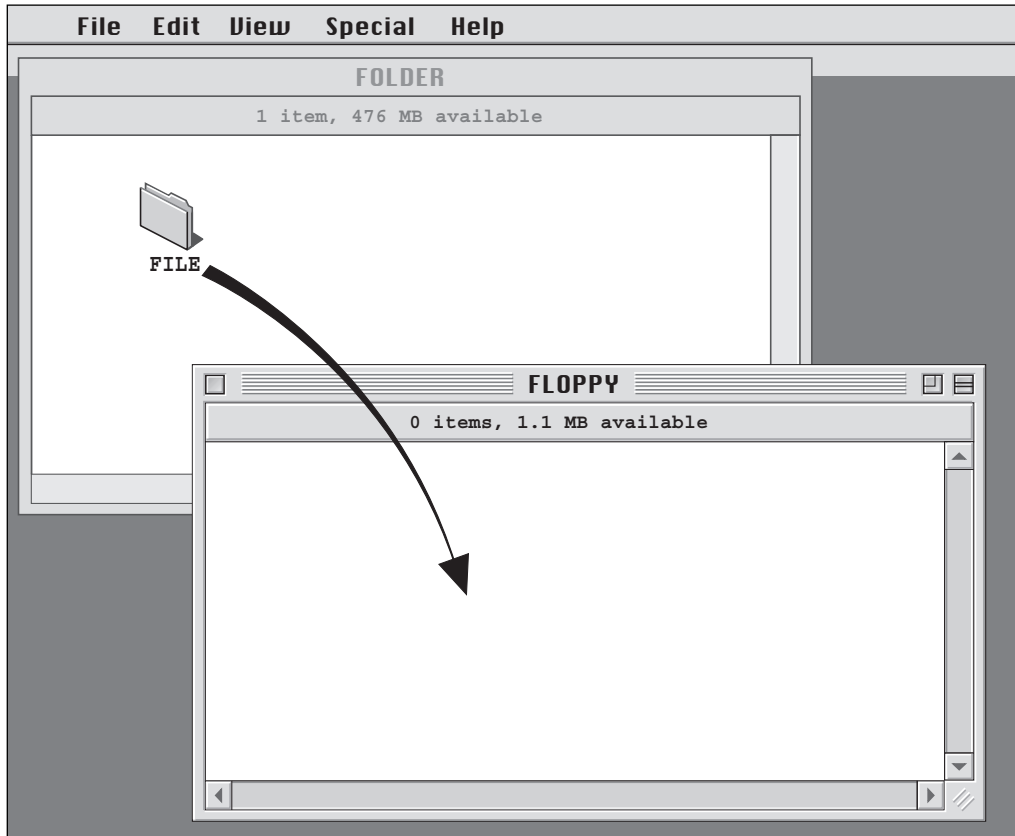 File Edit View Special Help
FOLDER
1 item, 476 MB available
FILE
FLOPPY
0 items, 1.1 MB available